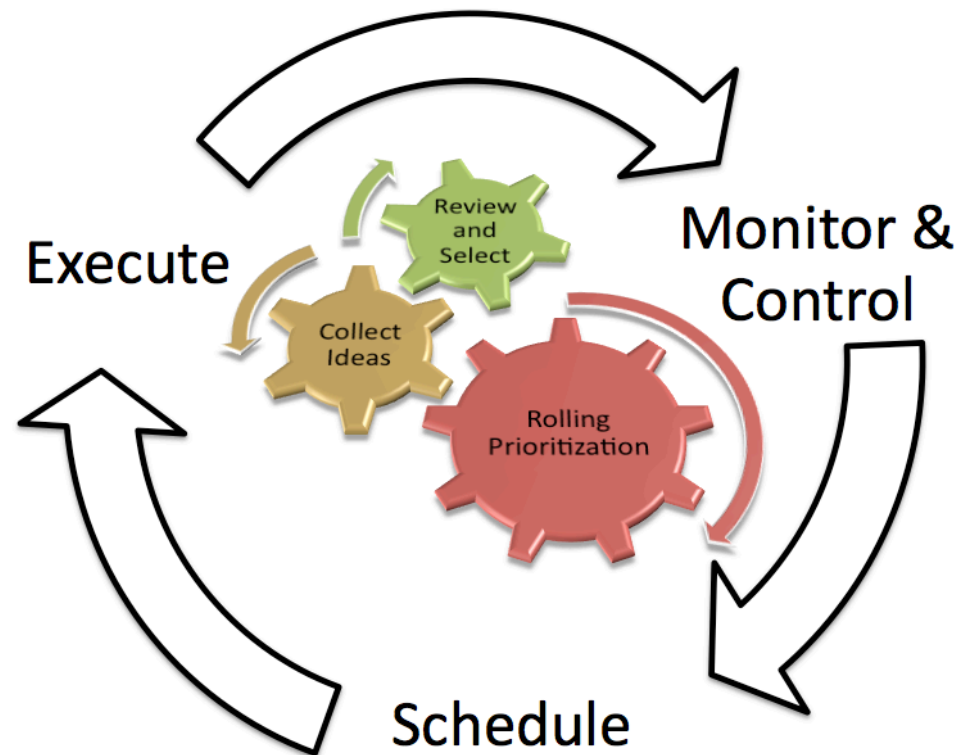 Review
and
Select
Execute
Monitor &
Control
Collect
Ideas
Rolling
Prioritization
Schedule